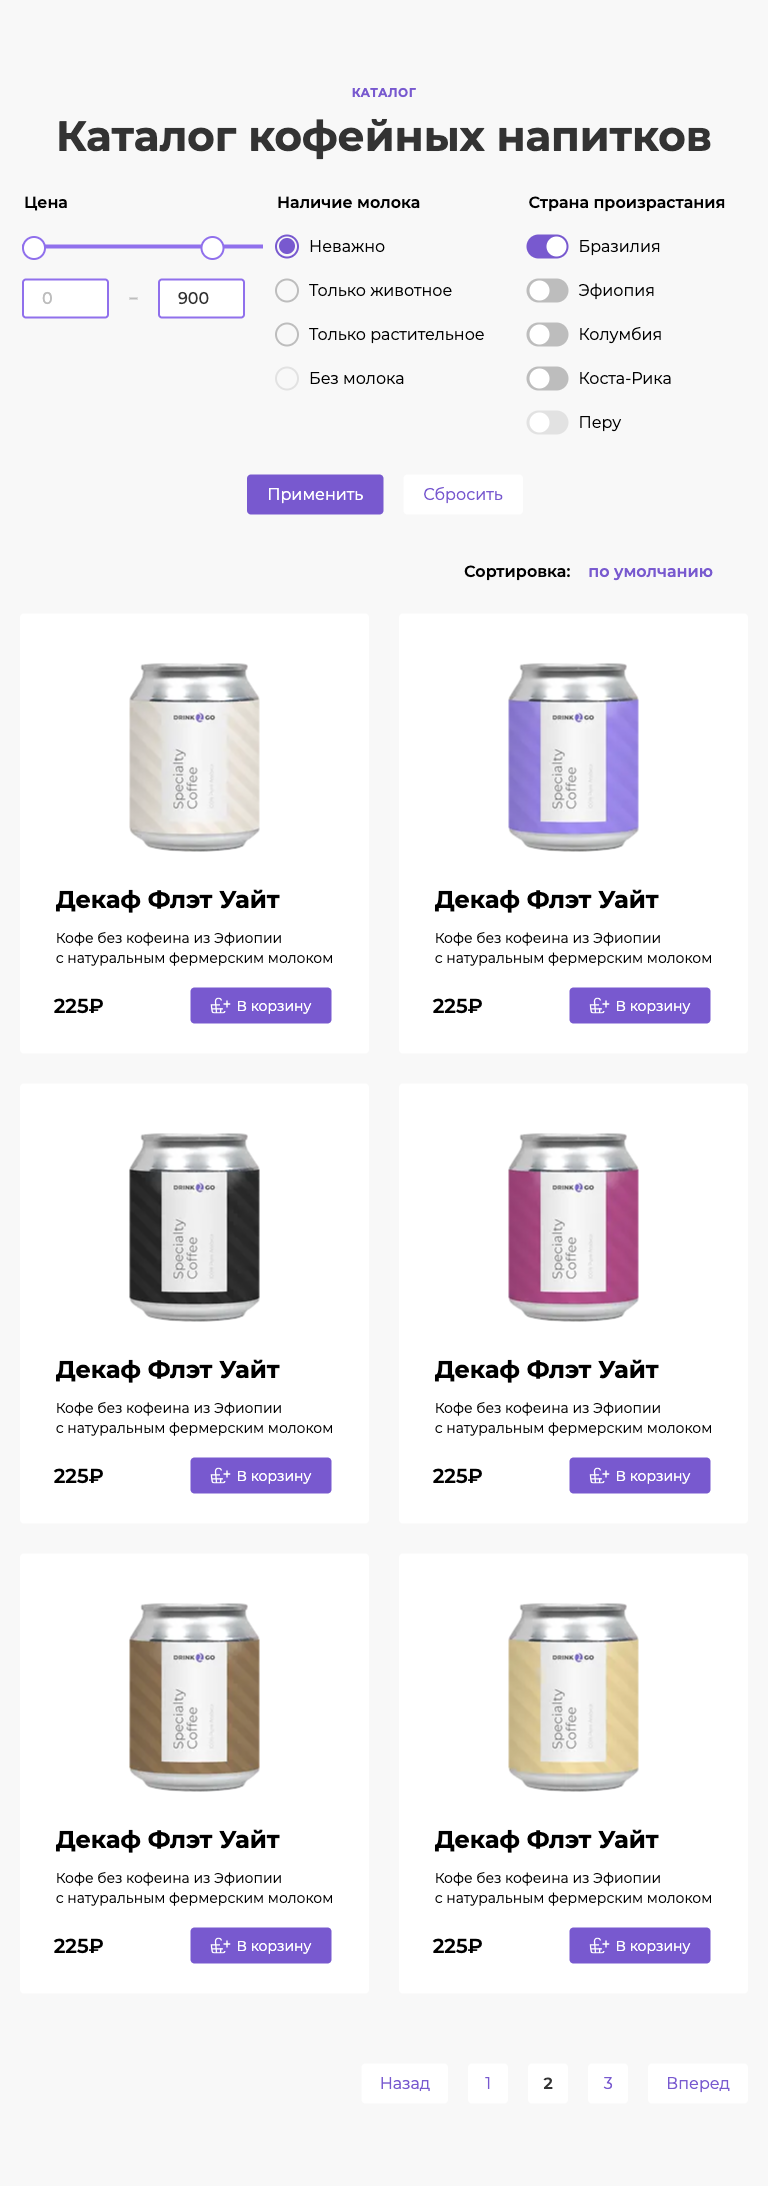 КАТАЛОГ
Каталог кофейных напитков
Цена
0
–
900
Наличие молока
Неважно
Только животное
Только растительное
Без молока
Страна произрастания
Бразилия
Эфиопия
Колумбия
Коста-Рика
Перу
Применить
Сбросить
Сортировка: по умолчанию
DRINK 2 GO
Specialty
Coffee
Декаф Флэт Уайт
Кофе без кофеина из Эфиопии
с натуральным фермерским молоком
225₽
В корзину
DRINK 2 GO
Specialty
Coffee
Декаф Флэт Уайт
Кофе без кофеина из Эфиопии
с натуральным фермерским молоком
225₽
В корзину
DRINK 2 GO
Specialty
Coffee
Декаф Флэт Уайт
Кофе без кофеина из Эфиопии
с натуральным фермерским молоком
225₽
В корзину
DRINK 2 GO
Specialty
Coffee
Декаф Флэт Уайт
Кофе без кофеина из Эфиопии
с натуральным фермерским молоком
225₽
В корзину
DRINK 2 GO
Specialty
Coffee
Декаф Флэт Уайт
Кофе без кофеина из Эфиопии
с натуральным фермерским молоком
225₽
В корзину
DRINK 2 GO
Specialty
Coffee
Декаф Флэт Уайт
Кофе без кофеина из Эфиопии
с натуральным фермерским молоком
225₽
В корзину
Назад 1 2 3 Вперед